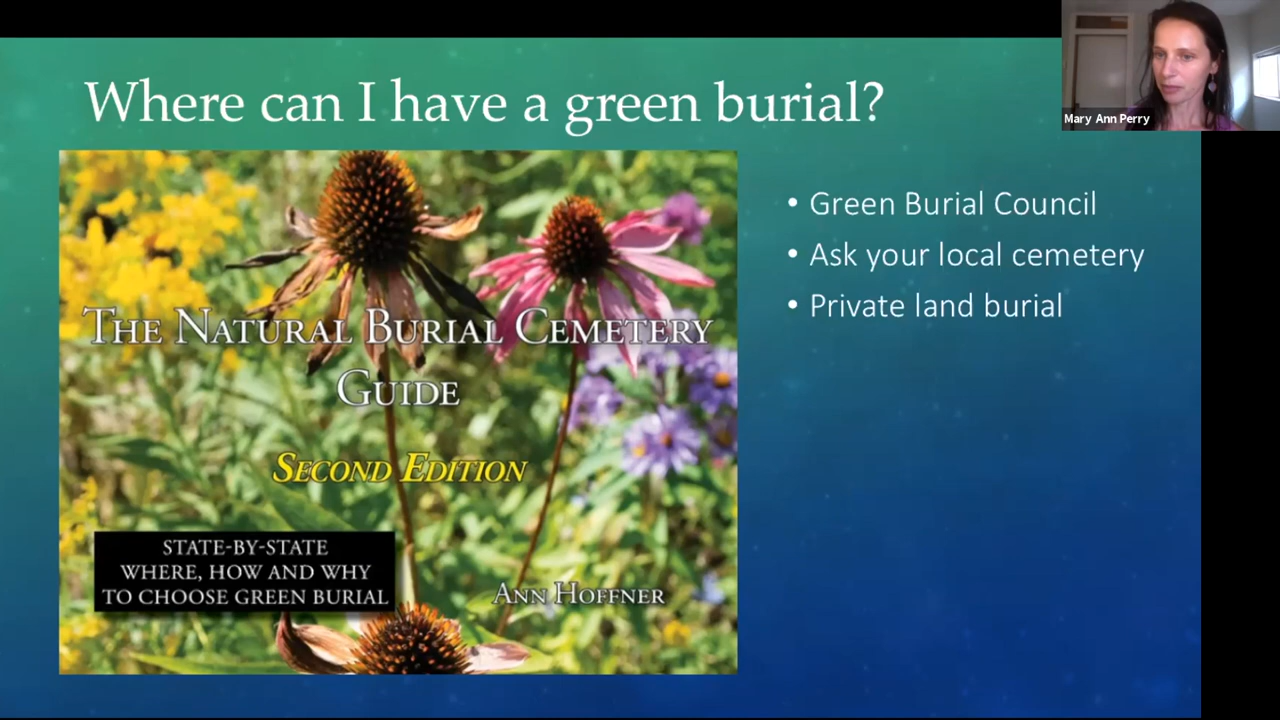 Where can I have a green burial?
Mary Ann Perry
THE NATURAL BURIAL CEMETERY
GUIDE
SECOND EDITION
STATE-BY-STATE
WHERE, HOW AND WHY
TO CHOOSE GREEN BURIAL
ANN HOFFNER
• Green Burial Council
• Ask your local cemetery
• Private land burial